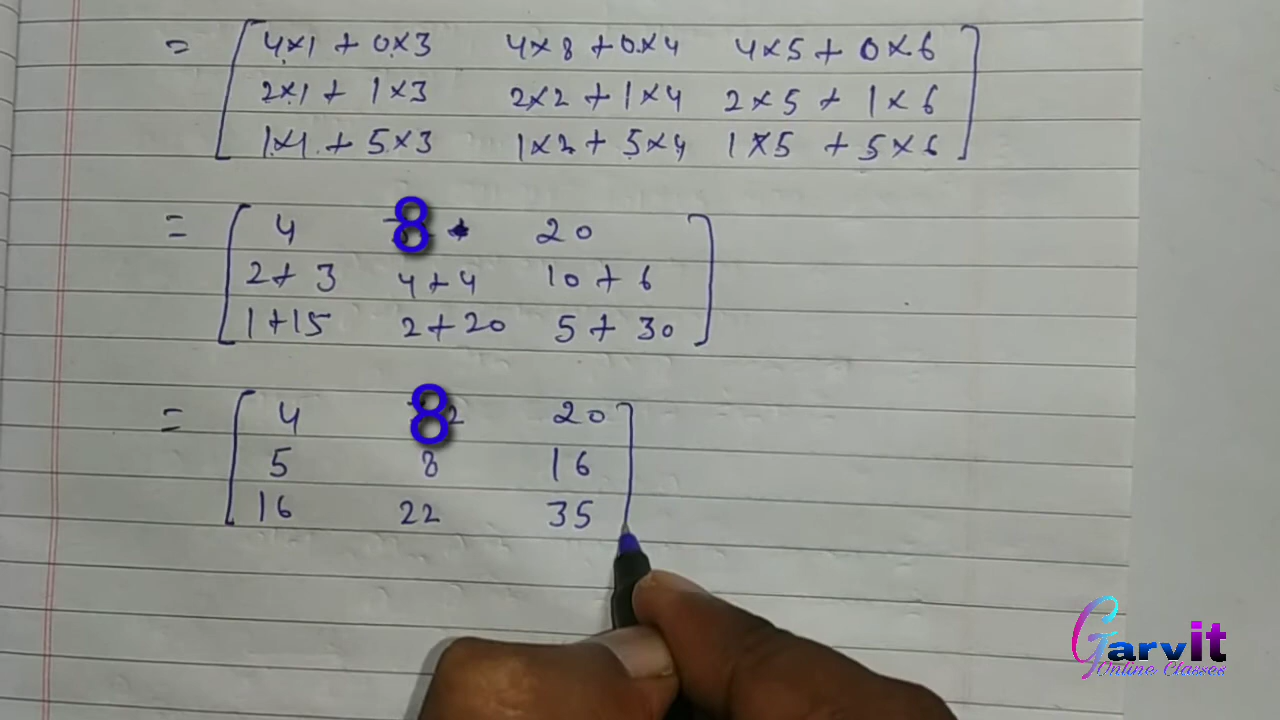 = [ 4×1 + 0×3 4×8 + 0×4 4×5 + 0×6 ]
2×1 + 1×3 2×2 + 1×4 2×5 + 1×6
1×1 + 5×3 1×2 + 5×4 1×5 + 5×6
= [ 4 8 20 ]
2+3 4+4 10+6
1+15 2+20 5+30
= [ 4 8 20 ]
5 8 16
16 22 35
Garvit
Online Classes